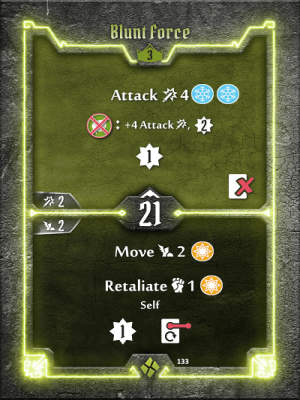 Blunt Force
3
Attack 4
: +4 Attack , 2
1
2
21
2
Move 2
Retaliate 1
Self
1
133